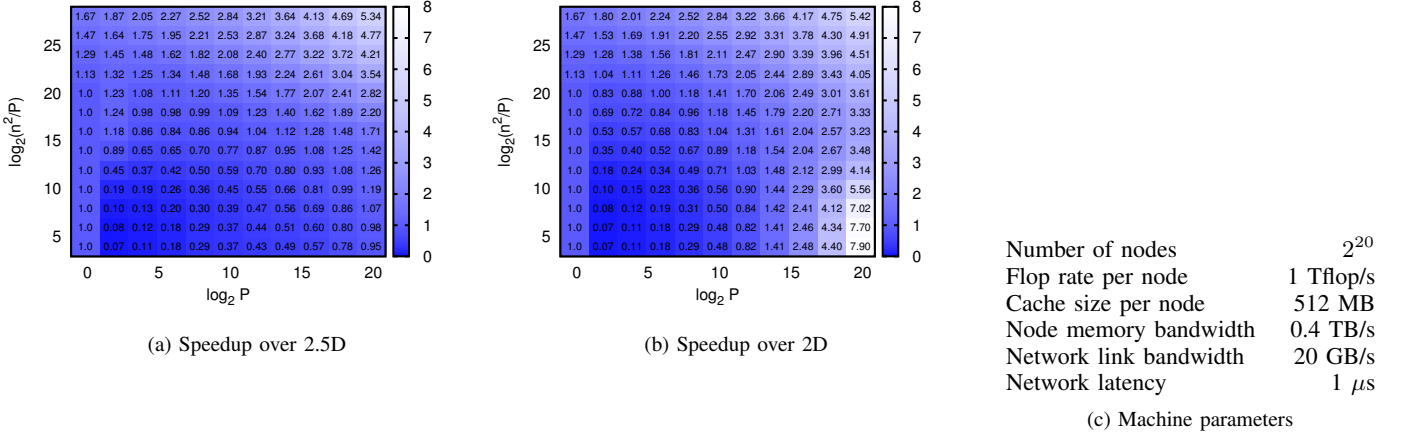 1.67 1.87 2.05 2.27 2.52 2.84 3.21 3.64 4.13 4.69 5.34
1.47 1.64 1.75 1.95 2.21 2.53 2.87 3.24 3.68 4.18 4.77
1.29 1.45 1.48 1.62 1.82 2.08 2.40 2.77 3.22 3.72 4.21
1.13 1.32 1.25 1.34 1.48 1.68 1.93 2.24 2.61 3.04 3.54
1.0 1.23 1.08 1.11 1.20 1.35 1.54 1.77 2.07 2.41 2.82
1.0 1.24 0.98 0.98 0.99 1.09 1.23 1.40 1.62 1.89 2.20
1.0 1.18 0.86 0.84 0.86 0.94 1.04 1.12 1.28 1.48 1.71
1.0 0.89 0.65 0.65 0.70 0.77 0.87 0.95 1.08 1.25 1.42
1.0 0.45 0.37 0.42 0.50 0.59 0.70 0.80 0.93 1.08 1.26
1.0 0.19 0.19 0.26 0.36 0.45 0.55 0.66 0.81 0.99 1.19
1.0 0.10 0.13 0.20 0.30 0.39 0.47 0.56 0.69 0.86 1.07
1.0 0.08 0.12 0.18 0.29 0.37 0.44 0.51 0.60 0.80 0.98
1.0 0.07 0.11 0.18 0.29 0.37 0.43 0.49 0.57 0.78 0.95
25
20
15
10
5
log2(n²/P)
0 5 10 15 20
log2 P
8
7
6
5
4
3
2
1
0
(a) Speedup over 2.5D
1.67 1.80 2.01 2.24 2.52 2.84 3.22 3.66 4.17 4.75 5.42
1.47 1.53 1.69 1.91 2.20 2.55 2.92 3.31 3.78 4.30 4.91
1.29 1.28 1.38 1.56 1.81 2.11 2.47 2.90 3.39 3.96 4.51
1.13 1.04 1.11 1.26 1.46 1.73 2.05 2.44 2.89 3.43 4.05
1.0 0.83 0.88 1.00 1.18 1.41 1.70 2.06 2.49 3.01 3.61
1.0 0.69 0.72 0.84 0.96 1.18 1.45 1.79 2.20 2.71 3.33
1.0 0.53 0.57 0.68 0.83 1.04 1.31 1.61 2.04 2.57 3.23
1.0 0.35 0.40 0.52 0.67 0.89 1.18 1.54 2.04 2.67 3.48
1.0 0.18 0.24 0.34 0.49 0.71 1.03 1.48 2.12 2.99 4.14
1.0 0.10 0.15 0.23 0.36 0.56 0.90 1.44 2.29 3.60 5.56
1.0 0.08 0.12 0.19 0.31 0.50 0.84 1.42 2.41 4.12 7.02
1.0 0.07 0.11 0.18 0.29 0.48 0.82 1.41 2.46 4.34 7.70
1.0 0.07 0.11 0.18 0.29 0.48 0.82 1.41 2.48 4.40 7.90
25
20
15
10
5
log2(n²/P)
0 5 10 15 20
log2 P
8
7
6
5
4
3
2
1
0
(b) Speedup over 2D
Number of nodes 2^20
Flop rate per node 1 Tflop/s
Cache size per node 512 MB
Node memory bandwidth 0.4 TB/s
Network link bandwidth 20 GB/s
Network latency 1 μs
(c) Machine parameters